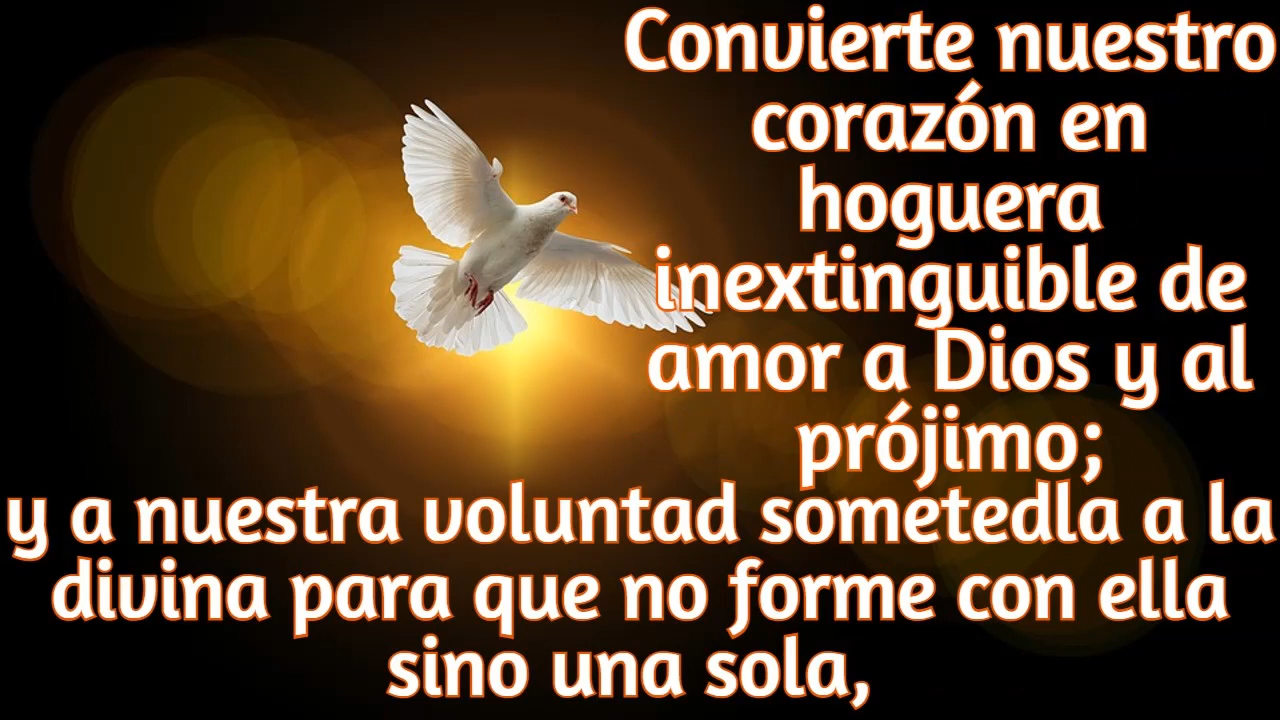 Convierte nuestro
corazón en
hoguera
inextinguible de
amor a Dios y al
prójimo;
y a nuestra voluntad sometedla a la
divina para que no forme con ella
sino una sola,